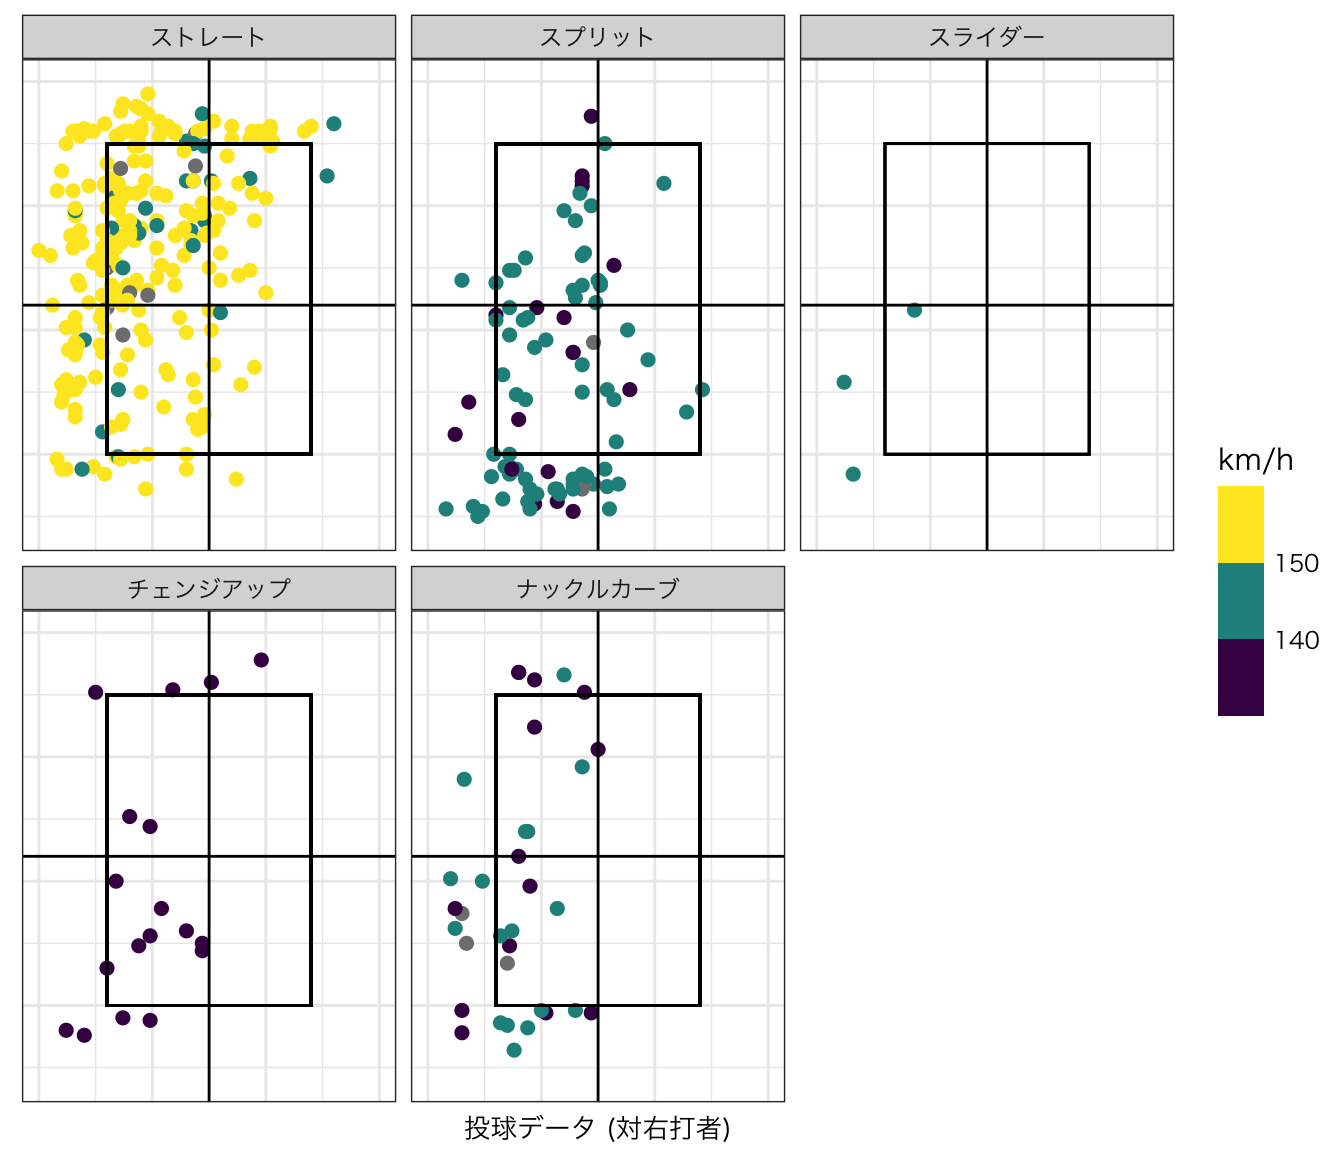 ストレート
スプリット
スライダー
チェンジアップ
ナックルカーブ
km/h
150
140
投球データ (対右打者)